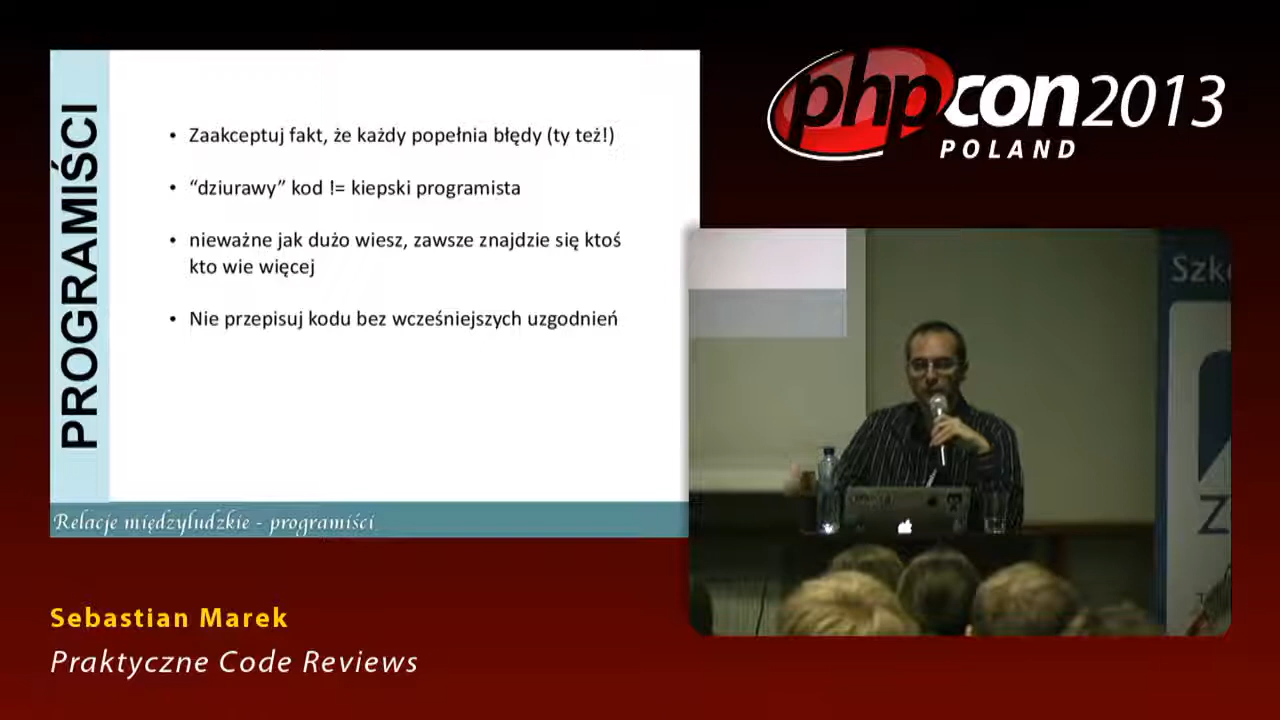 PROGRAMIŚCI
• Zaakceptuj fakt, że każdy popełnia błędy (ty też!)
• “dziurawy” kod != kiepski programista
• nieważne jak dużo wiesz, zawsze znajdzie się ktoś
kto wie więcej
• Nie przepisuj kodu bez wcześniejszych uzgodnień
Relacje międzyludzkie - programiści
phpcon 2013
POLAND
Sebastian Marek
Praktyczne Code Reviews